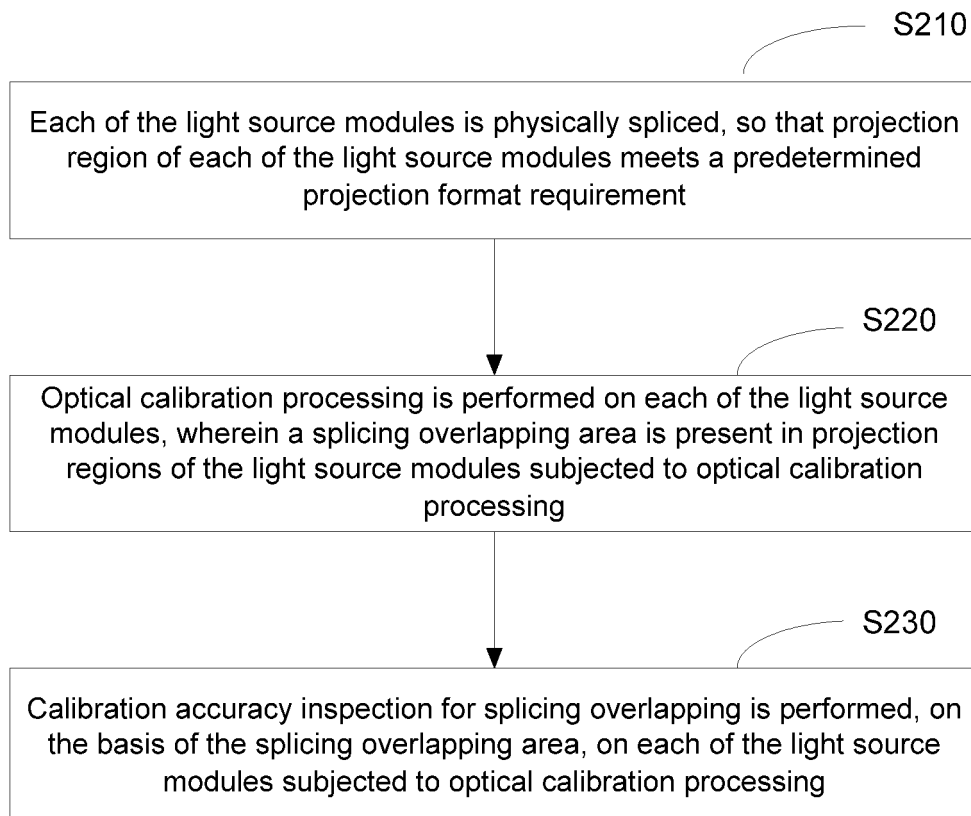 S210
Each of the light source modules is physically spliced, so that projection
region of each of the light source modules meets a predetermined
projection format requirement
S220
Optical calibration processing is performed on each of the light source
modules, wherein a splicing overlapping area is present in projection
regions of the light source modules subjected to optical calibration
processing
S230
Calibration accuracy inspection for splicing overlapping is performed, on
the basis of the splicing overlapping area, on each of the light source
modules subjected to optical calibration processing